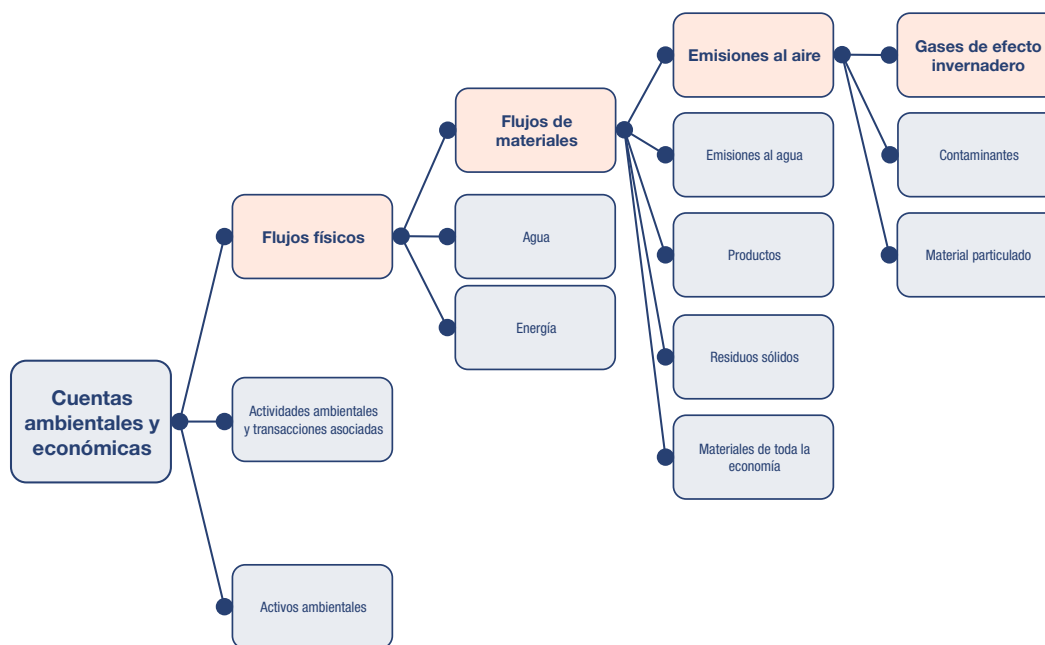 Cuentas
ambientales y
económicas
Flujos físicos
Actividades ambientales
y transacciones asociadas
Activos ambientales
Flujos de
materiales
Agua
Energía
Emisiones al aire
Emisiones al agua
Productos
Residuos sólidos
Materiales de toda la
economía
Gases de efecto
invernadero
Contaminantes
Material particulado